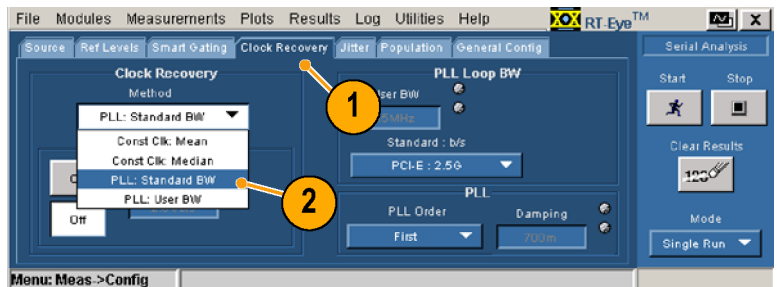 File Modules Measurements Plots Results Log Utilities Help RT-Eye™ X
Source Ref Levels Smart Gating Clock Recovery Jitter Population General Config Serial Analysis
Clock Recovery
Method
PLL: Standard BW
Const Clk: Mean
Const Clk: Median
PLL: Standard BW
PLL: User BW
Off
1
2
PLL Loop BW
User BW
Standard : b/s
PCI-E : 2.5G
PLL
PLL Order Damping
First 700m
Start Stop
Clear Results
123
Mode
Single Run
Menu: Meas->Config